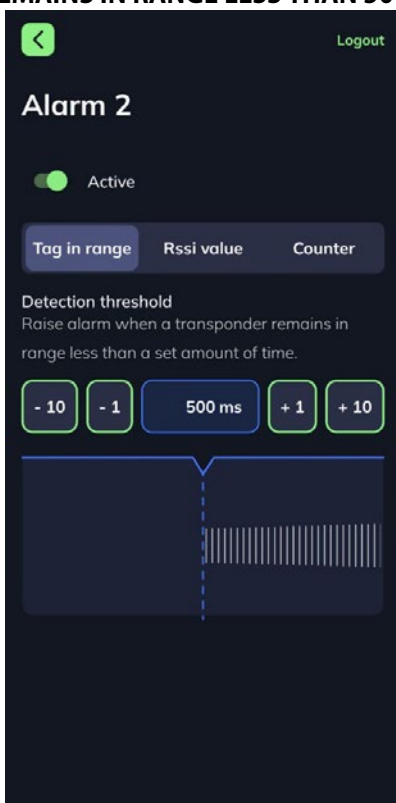 EMAINS IN RANGE LESS THAN 50
Logout
Alarm 2
Active
Tag in range Rssi value Counter
Detection threshold
Raise alarm when a transponder remains in
range less than a set amount of time.
- 10 - 1 500 ms + 1 + 10